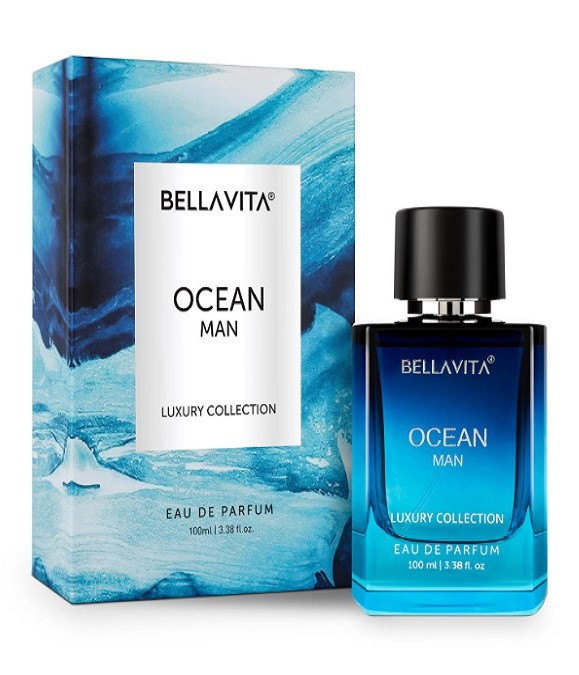 BELLAVITA®
OCEAN
MAN
LUXURY COLLECTION
EAU DE PARFUM
100ml | 3.38 fl.oz.
BELLAVITA®
OCEAN
MAN
LUXURY COLLECTION
EAU DE PARFUM
100 ml | 3.38 fl. oz